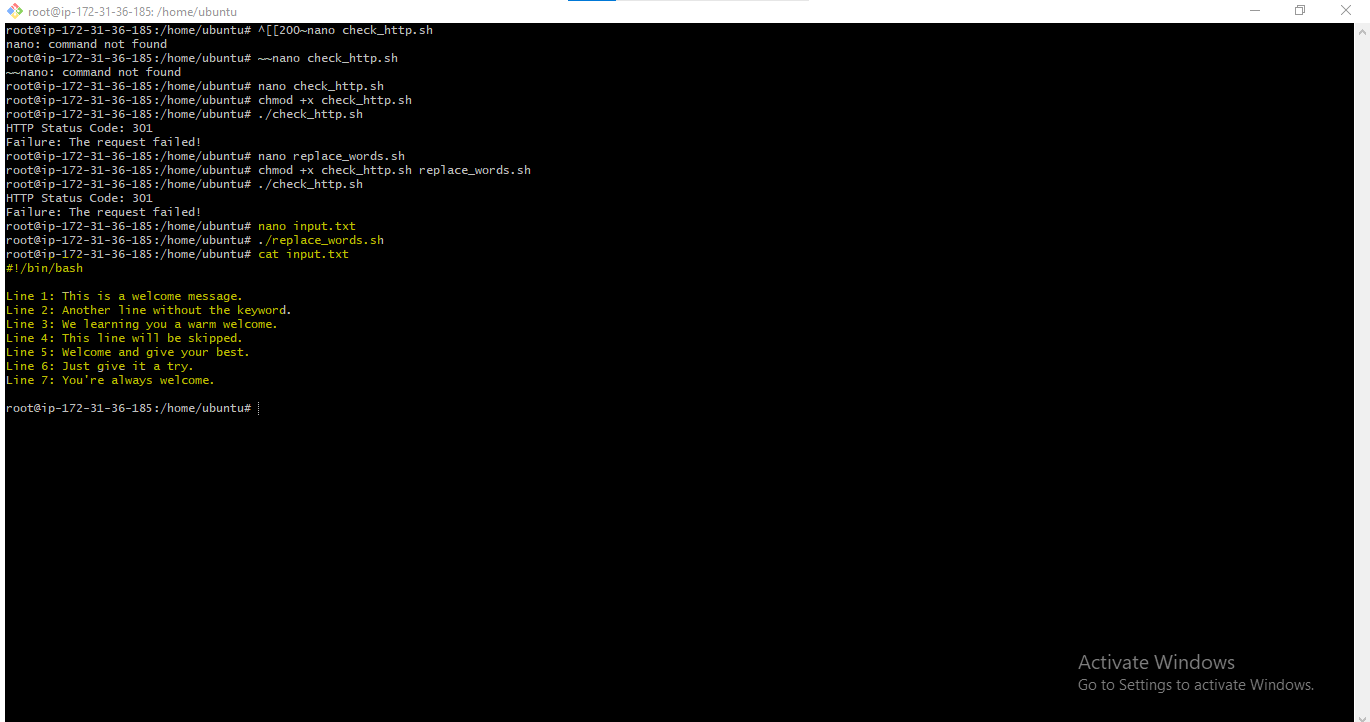 root@ip-172-31-36-185: /home/ubuntu
root@ip-172-31-36-185:/home/ubuntu# ^[[200~nano check_http.sh
nano: command not found
root@ip-172-31-36-185:/home/ubuntu# ~~nano check_http.sh
~~nano: command not found
root@ip-172-31-36-185:/home/ubuntu# nano check_http.sh
root@ip-172-31-36-185:/home/ubuntu# chmod +x check_http.sh
root@ip-172-31-36-185:/home/ubuntu# ./check_http.sh
HTTP Status Code: 301
Failure: The request failed!
root@ip-172-31-36-185:/home/ubuntu# nano replace_words.sh
root@ip-172-31-36-185:/home/ubuntu# chmod +x check_http.sh replace_words.sh
root@ip-172-31-36-185:/home/ubuntu# ./check_http.sh
HTTP Status Code: 301
Failure: The request failed!
root@ip-172-31-36-185:/home/ubuntu# nano input.txt
root@ip-172-31-36-185:/home/ubuntu# ./replace_words.sh
root@ip-172-31-36-185:/home/ubuntu# cat input.txt
#!/bin/bash
Line 1: This is a welcome message.
Line 2: Another line without the keyword.
Line 3: We learning you a warm welcome.
Line 4: This line will be skipped.
Line 5: Welcome and give your best.
Line 6: Just give it a try.
Line 7: You're always welcome.
root@ip-172-31-36-185:/home/ubuntu#
Activate Windows
Go to Settings to activate Windows.